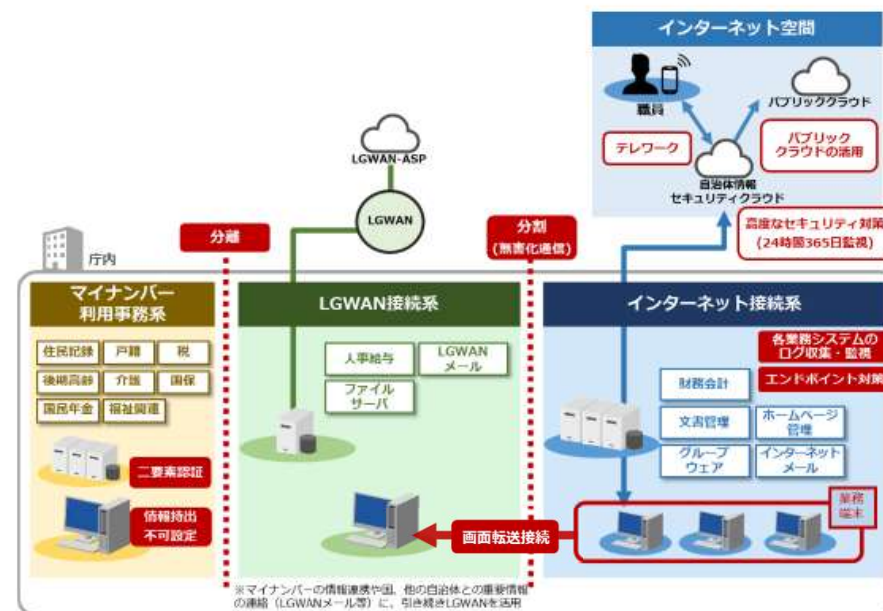 インターネット空間
職員
パブリッククラウド
テレワーク
パブリック
クラウドの活用
自治体情報
セキュリティクラウド
高度なセキュリティ対策
(24時間365日監視)
LGWAN-ASP
LGWAN
分離
分割
(無害化通信)
庁内
マイナンバー
利用事務系
住民記録
戸籍
税
後期高齢
介護
国保
国民年金
福祉関連
二要素認証
情報持出
不可設定
LGWAN接続系
人事給与
LGWAN
メール
ファイル
サーバ
インターネット接続系
各業務システムの
ログ収集・監視
エンドポイント対策
財務会計
文書管理
ホームページ
管理
グループ
ウェア
インターネット
メール
業務
端末
画面転送接続
※マイナンバーの情報連携や国、他の自治体との重要情報
の連絡（LGWANメール等）に、引き続きLGWANを活用